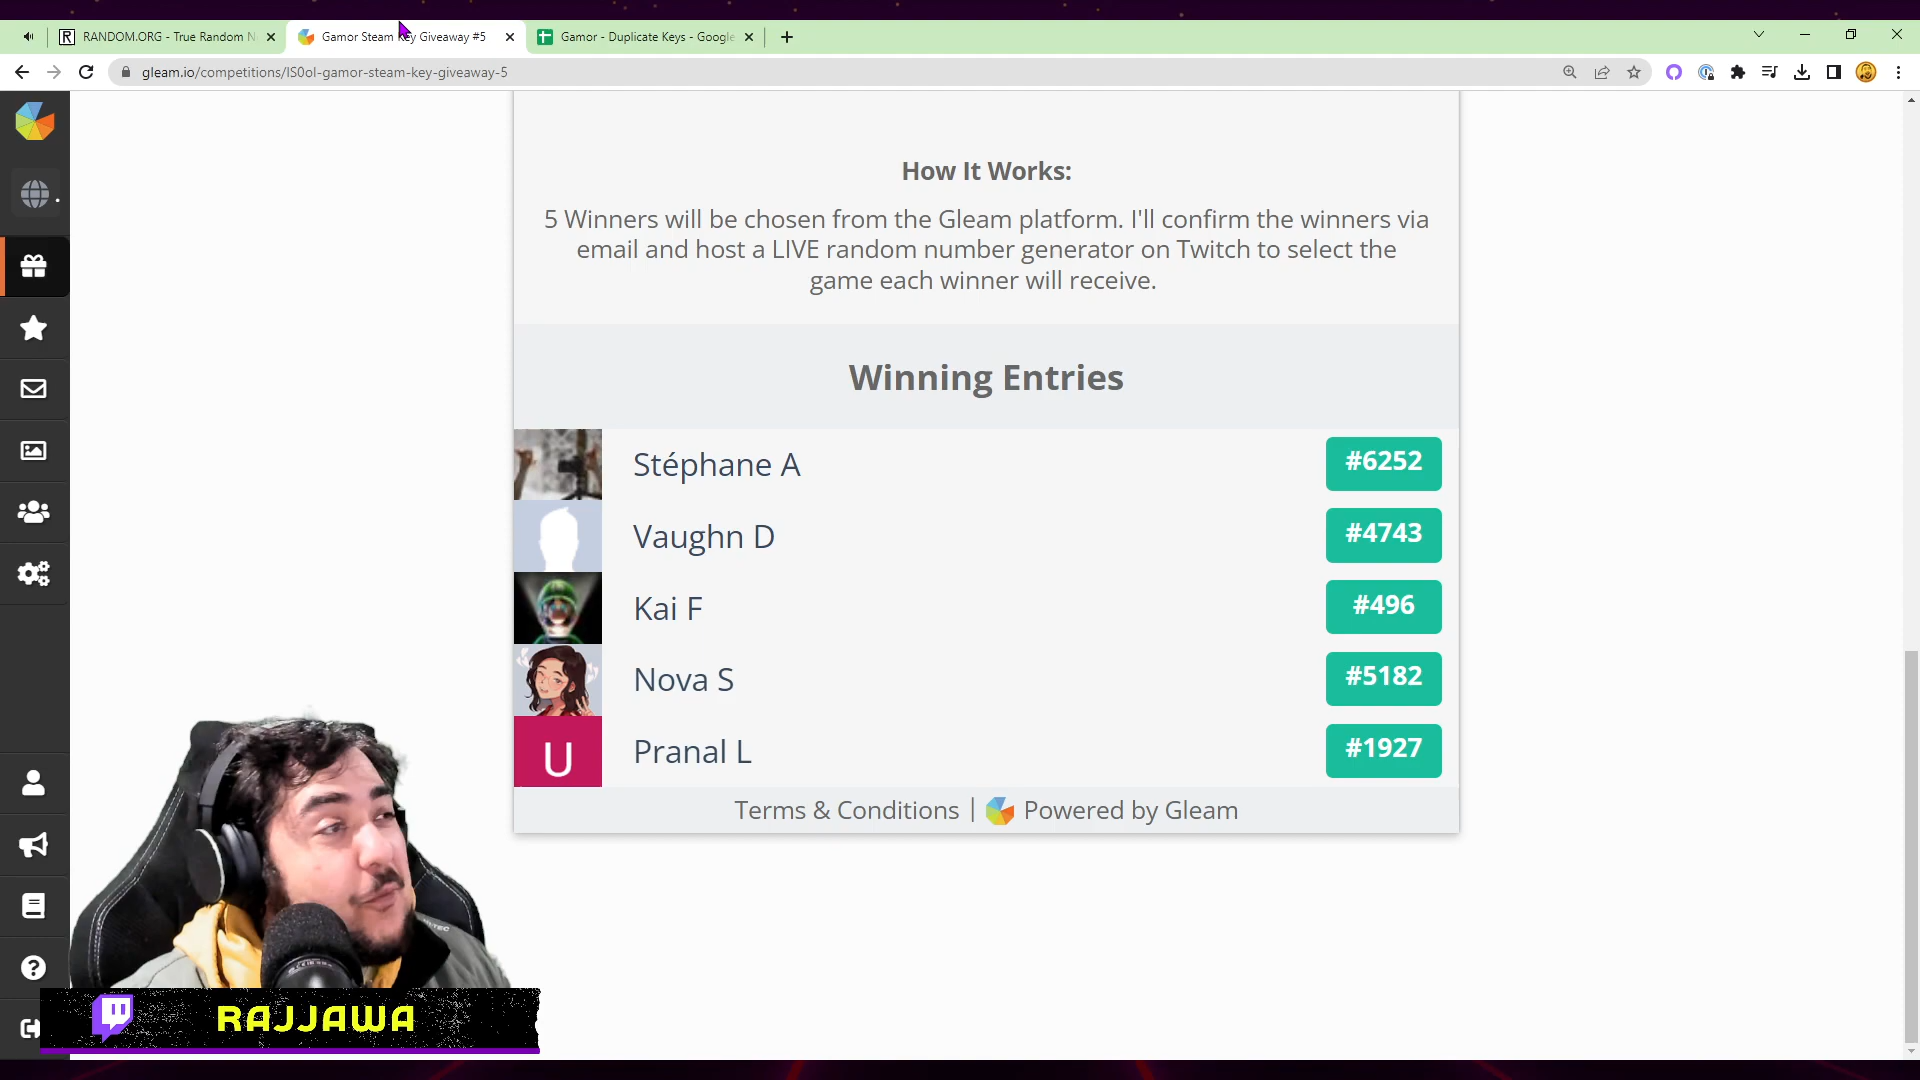 RANDOM.ORG - True Random N
Gamor Steam Key Giveaway #5
Gamor - Duplicate Keys - Google
gleam.io/competitions/IS0ol-gamor-steam-key-giveaway-5
How It Works:
5 Winners will be chosen from the Gleam platform. I'll confirm the winners via
email and host a LIVE random number generator on Twitch to select the
game each winner will receive.
Winning Entries
Stéphane A #6252
Vaughn D #4743
Kai F #496
Nova S #5182
U Pranal L #1927
Terms & Conditions | Powered by Gleam
RAJJAWA